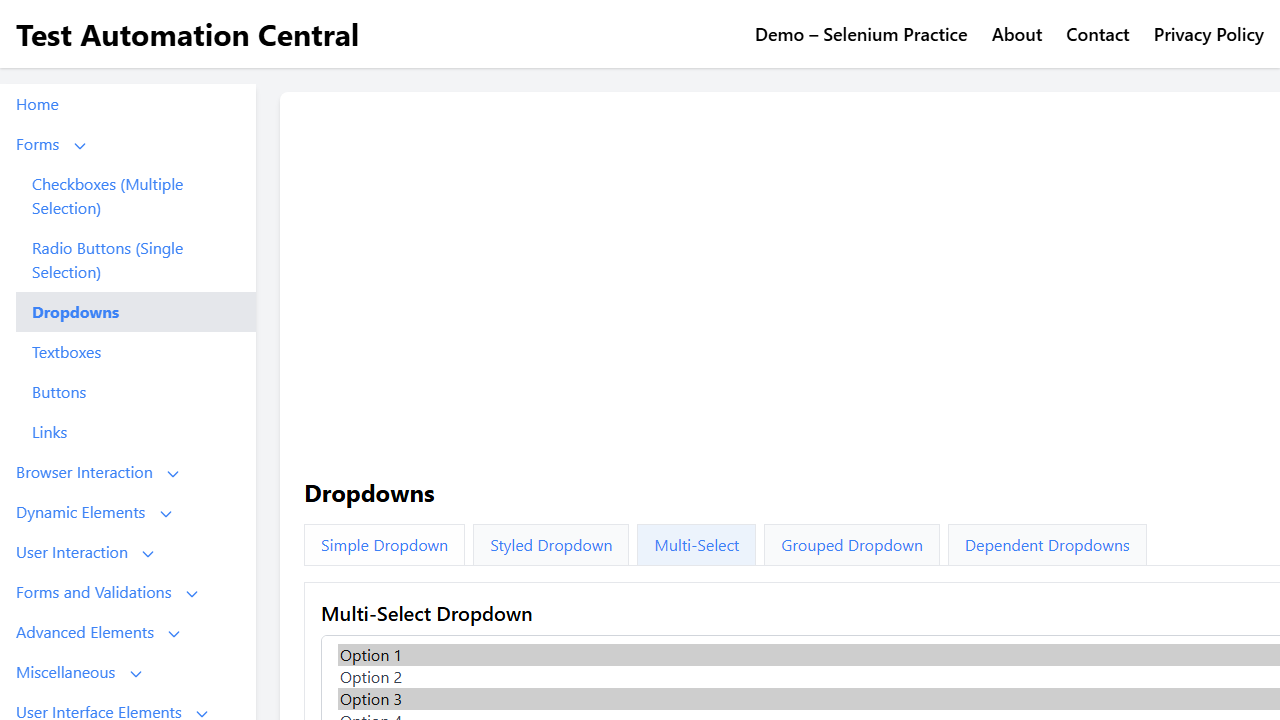 Test Automation Central
Demo – Selenium Practice
About
Contact
Privacy Policy
Home
Forms
Checkboxes (Multiple
Selection)
Radio Buttons (Single
Selection)
Dropdowns
Textboxes
Buttons
Links
Browser Interaction
Dynamic Elements
User Interaction
Forms and Validations
Advanced Elements
Miscellaneous
User Interface Elements
Dropdowns
Simple Dropdown
Styled Dropdown
Multi-Select
Grouped Dropdown
Dependent Dropdowns
Multi-Select Dropdown
Option 1
Option 2
Option 3
Option 4